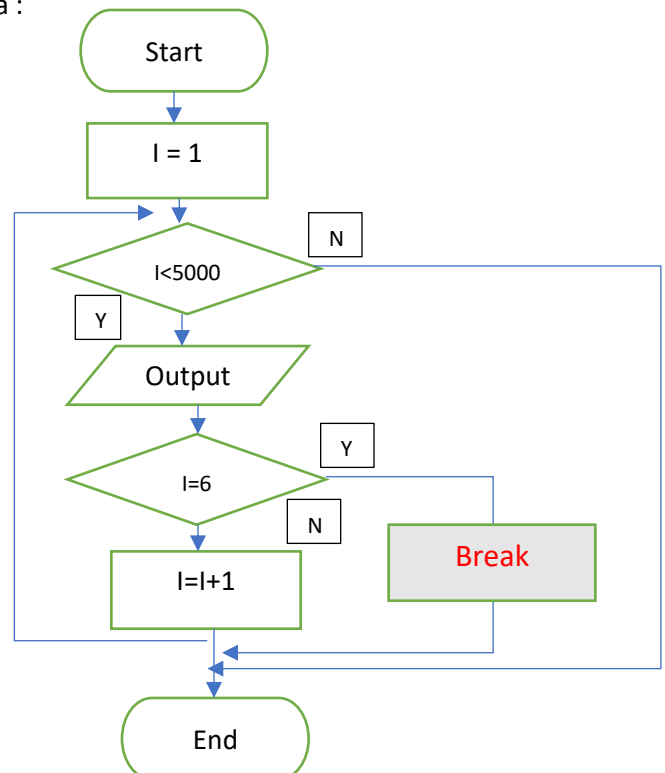 a :
Start
I = 1
N
I<5000
Y
Output
Y
I=6
N
Break
I=I+1
End